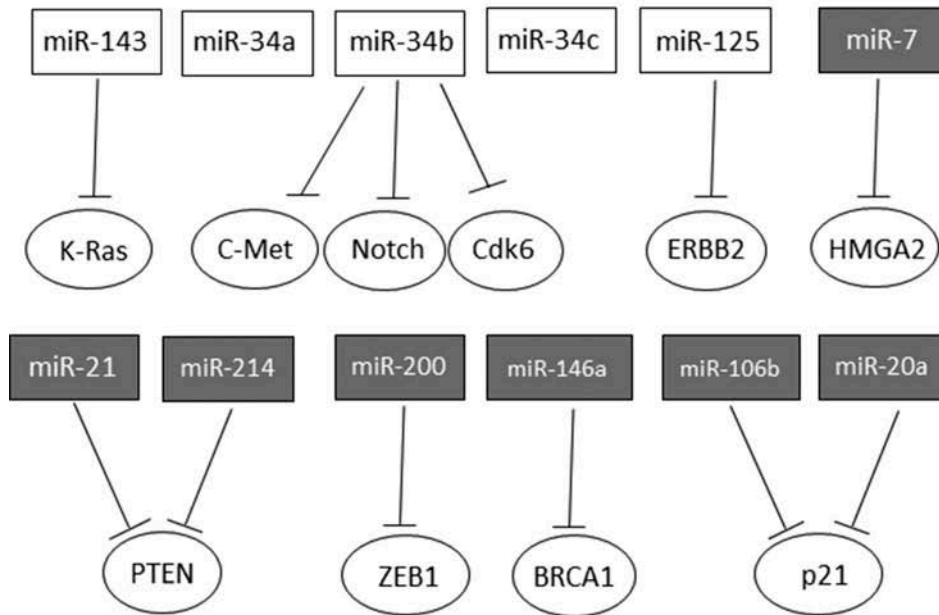 miR-143 miR-34a miR-34b miR-34c miR-125 miR-7
K-Ras C-Met Notch Cdk6 ERBB2 HMGA2
miR-21 miR-214 miR-200 miR-146a miR-106b miR-20a
PTEN ZEB1 BRCA1 p21